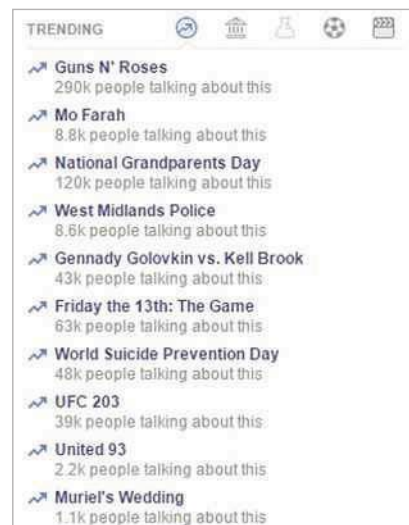 TRENDING
Guns N' Roses
290k people talking about this
Mo Farah
8.8k people talking about this
National Grandparents Day
120k people talking about this
West Midlands Police
8.6k people talking about this
Gennady Golovkin vs. Kell Brook
43k people talking about this
Friday the 13th: The Game
63k people talking about this
World Suicide Prevention Day
48k people talking about this
UFC 203
39k people talking about this
United 93
2.2k people talking about this
Muriel's Wedding
1.1k people talking about this